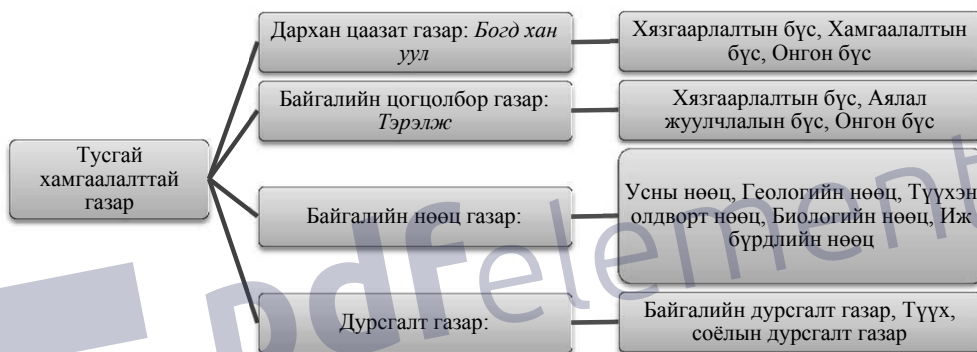 Тусгай
хамгаалалттай
газар
Дархан цаазат газар: Богд хан
уул
Хязгаарлалтын бүс, Хамгаалалтын
бүс, Онгон бүс
Байгалийн цогцолбор газар:
Тэрэлж
Хязгаарлалтын бүс, Аялал
жуулчлалын бүс, Онгон бүс
Байгалийн нөөц газар:
Усны нөөц, Геологийн нөөц, Түүхэн
олдворт нөөц, Биологийн нөөц, Иж
бүрдлийн нөөц
Дурсгалт газар:
Байгалийн дурсгалт газар, Түүх,
соёлын дурсгалт газар
pdfelement